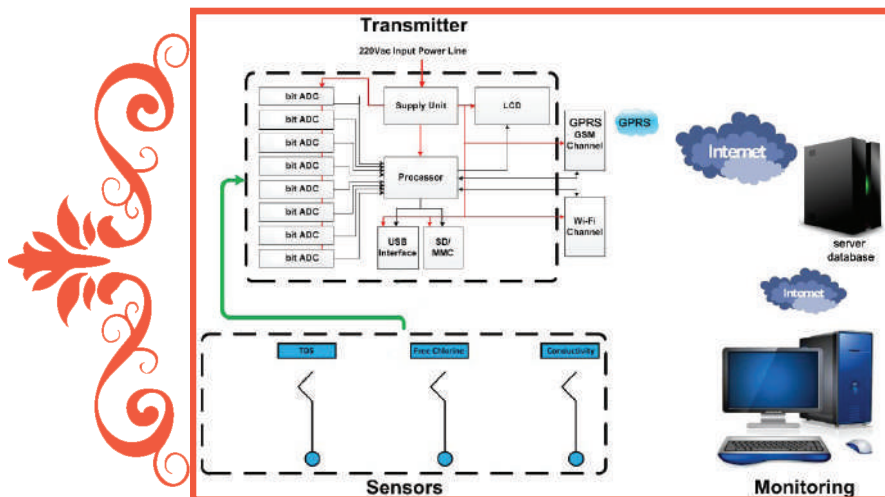 Transmitter
220Vac Input Power Line
bit ADC
bit ADC
bit ADC
bit ADC
bit ADC
bit ADC
bit ADC
bit ADC
Supply Unit
LCD
Processor
USB
Interface
SD/
MMC
GPRS
GSM
Channel
GPRS
Wi-Fi
Channel
Internet
server
database
Internet
TDS
Free Chlorine
Conductivity
Sensors
Monitoring